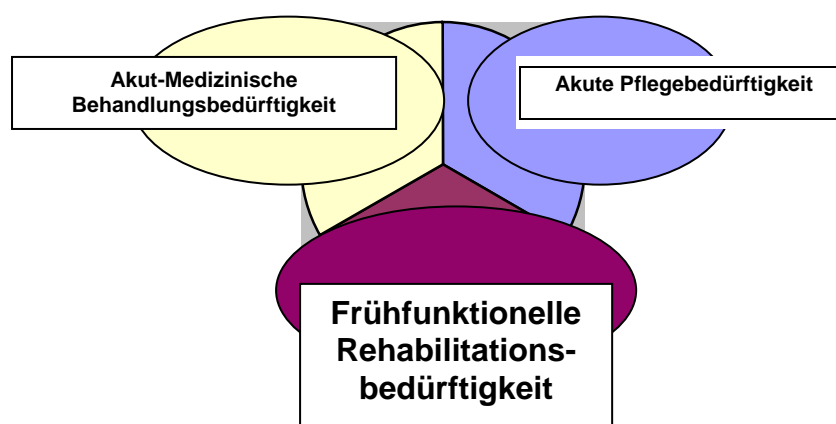 Akut-Medizinische
Behandlungsbedürftigkeit
Akute Pflegebedürftigkeit
Frühfunktionelle
Rehabilitations-
bedürftigkeit